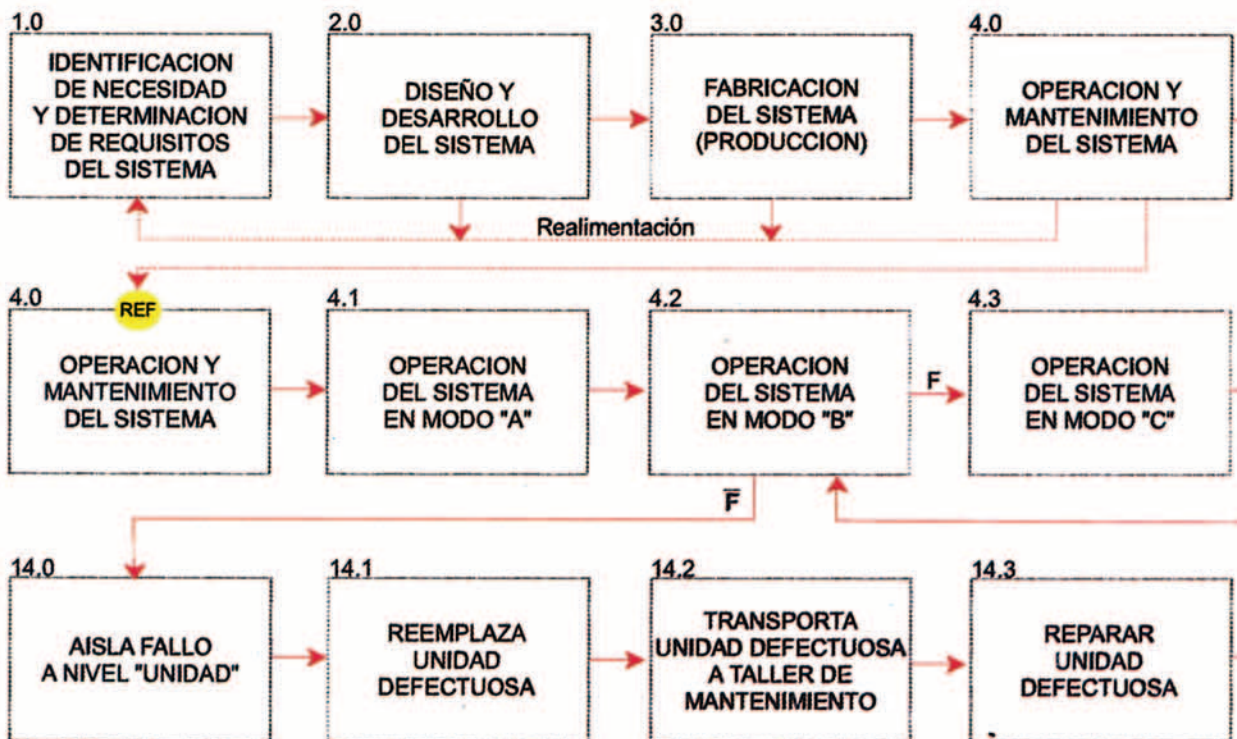 1.0
IDENTIFICACION
DE NECESIDAD
Y DETERMINACION
DE REQUISITOS
DEL SISTEMA
2.0
DISEÑO Y
DESARROLLO
DEL SISTEMA
3.0
FABRICACION
DEL SISTEMA
(PRODUCCION)
4.0
OPERACION Y
MANTENIMIENTO
DEL SISTEMA
Realimentación
4.0
REF
OPERACION Y
MANTENIMIENTO
DEL SISTEMA
4.1
OPERACION
DEL SISTEMA
EN MODO "A"
4.2
OPERACION
DEL SISTEMA
EN MODO "B"
F
4.3
OPERACION
DEL SISTEMA
EN MODO "C"
F̅
14.0
AISLA FALLO
A NIVEL "UNIDAD"
14.1
REEMPLAZA
UNIDAD
DEFECTUOSA
14.2
TRANSPORTA
UNIDAD DEFECTUOSA
A TALLER DE
MANTENIMIENTO
14.3
REPARAR
UNIDAD
DEFECTUOSA